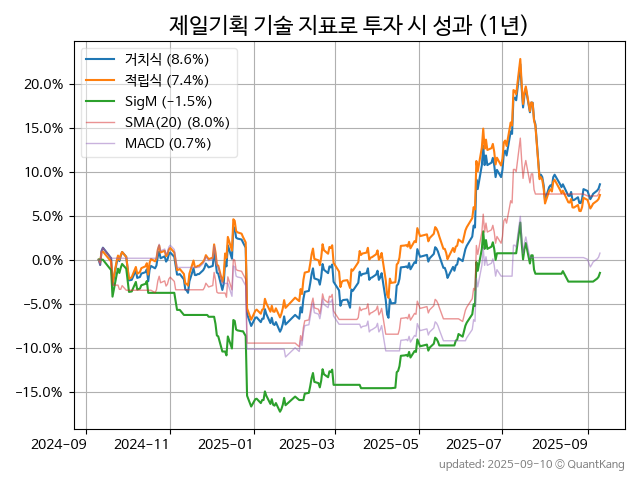 제일기획 기술 지표로 투자 시 성과 (1년)
거치식 (8.6%)
적립식 (7.4%)
SigM (-1.5%)
SMA(20) (8.0%)
MACD (0.7%)
20.0%
15.0%
10.0%
5.0%
0.0%
-5.0%
-10.0%
-15.0%
2024-09 2024-11 2025-01 2025-03 2025-05 2025-07 2025-09
updated: 2025-09-10 © QuantKang